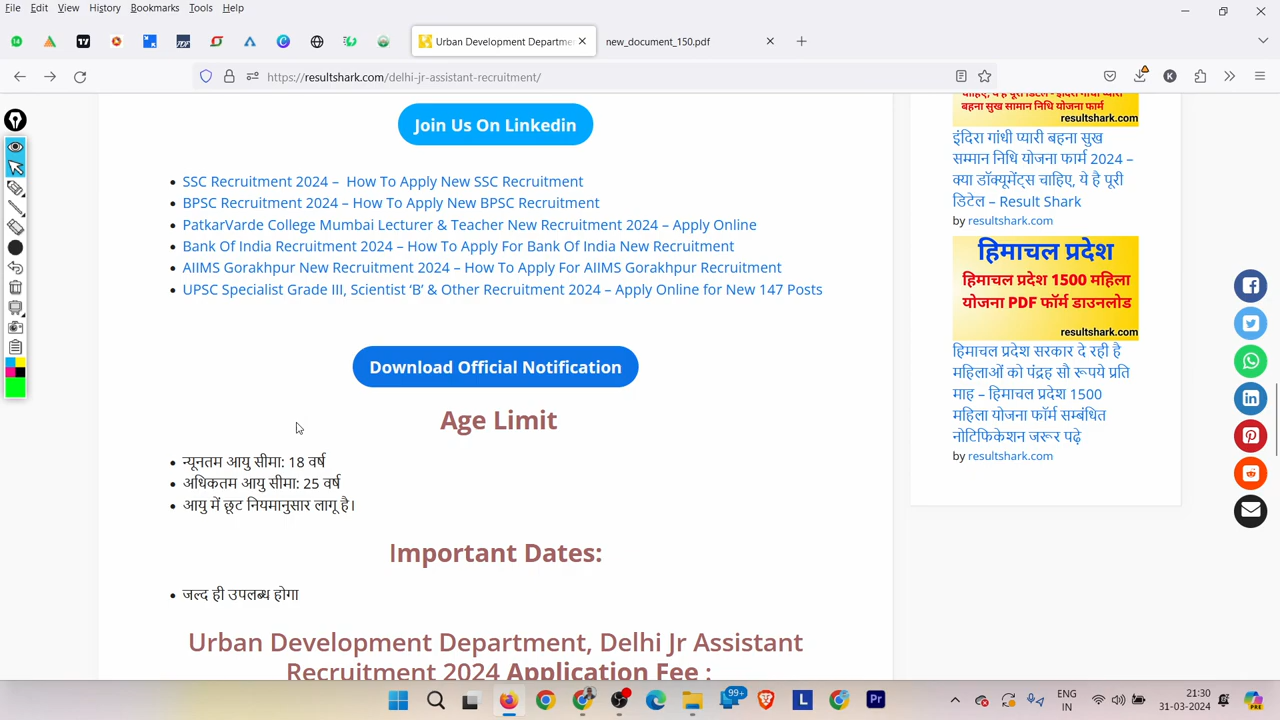 File Edit View History Bookmarks Tools Help
Urban Development Departme
new_document_150.pdf
https://resultshark.com/delhi-jr-assistant-recruitment/
Join Us On Linkedin
SSC Recruitment 2024 – How To Apply New SSC Recruitment
BPSC Recruitment 2024 – How To Apply New BPSC Recruitment
PatkarVarde College Mumbai Lecturer & Teacher New Recruitment 2024 – Apply Online
Bank Of India Recruitment 2024 – How To Apply For Bank Of India New Recruitment
AIIMS Gorakhpur New Recruitment 2024 – How To Apply For AIIMS Gorakhpur Recruitment
UPSC Specialist Grade III, Scientist ‘B’ & Other Recruitment 2024 – Apply Online for New 147 Posts
Download Official Notification
Age Limit
न्यूनतम आयु सीमा: 18 वर्ष
अधिकतम आयु सीमा: 25 वर्ष
आयु में छूट नियमानुसार लागू है।
Important Dates:
जल्द ही उपलब्ध होगा
Urban Development Department, Delhi Jr Assistant
Recruitment 2024 Application Fee :
बहना सुख सामान निधि योजना फार्म
resultshark.com
इंदिरा गांधी प्यारी बहना सुख
सम्मान निधि योजना फार्म 2024 –
क्या डॉक्यूमेंट्स चाहिए, ये है पूरी
डिटेल – Result Shark
by resultshark.com
हिमाचल प्रदेश
हिमाचल प्रदेश 1500 महिला
योजना PDF फॉर्म डाउनलोड
resultshark.com
हिमाचल प्रदेश सरकार दे रही है
महिलाओं को पंद्रह सौ रूपये प्रति
माह – हिमाचल प्रदेश 1500
महिला योजना फॉर्म सम्बंधित
नोटिफिकेशन जरूर पढ़े
by resultshark.com
99+
ENG
IN
21:30
31-03-2024